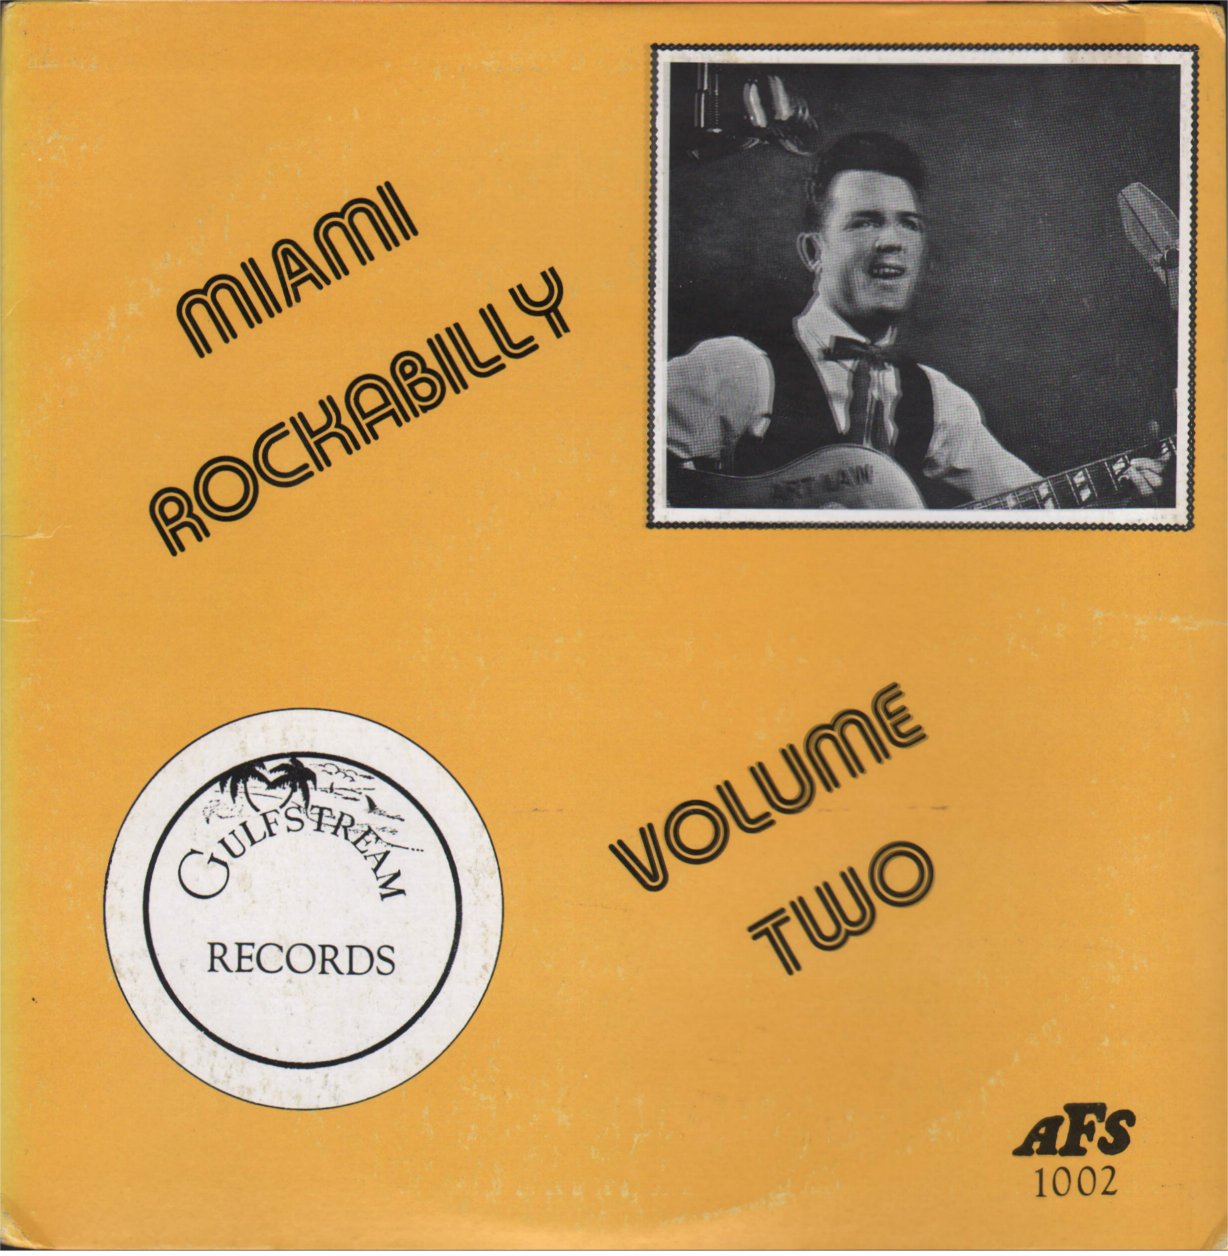 MIAMI
ROCKABILLY
ART LAW
VOLUME
TWO
GULFSTREAM
RECORDS
AFS
1002